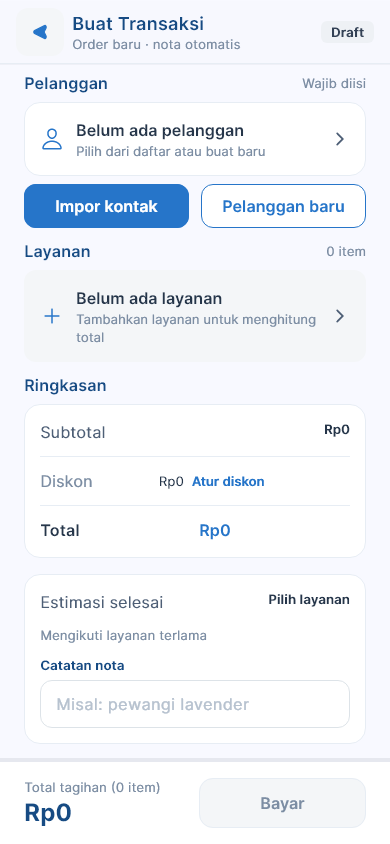 Buat Transaksi
Order baru · nota otomatis
Draft
Pelanggan
Wajib diisi
Belum ada pelanggan
Pilih dari daftar atau buat baru
Impor kontak
Pelanggan baru
Layanan
0 item
Belum ada layanan
Tambahkan layanan untuk menghitung
total
Ringkasan
Subtotal
Rp0
Diskon
Rp0 Atur diskon
Total
Rp0
Estimasi selesai
Pilih layanan
Mengikuti layanan terlama
Catatan nota
Misal: pewangi lavender
Total tagihan (0 item)
Rp0
Bayar